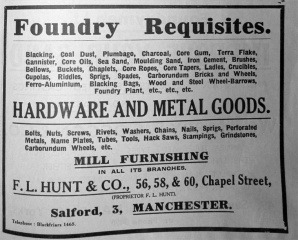 Foundry Requisites.
Blacking, Coal Dust, Plumbago, Charcoal, Core Gum, Terra Flake,
Gannister, Core Oils, Sea Sand, Moulding Sand, Iron Cement, Brushes,
Bellows, Buckets, Chaplets, Core Ropes, Core Tapers, Ladles, Crucibles,
Cupolas, Riddles, Sprigs, Spades, Carborundum Bricks and Wheels,
Ferro-Aluminium, Blacking Bags, Wood and Steel Wheel-Barrows,
Foundry Plant, etc., etc., etc.
HARDWARE AND METAL GOODS.
Bolts, Nuts, Screws, Rivets, Washers, Chains, Nails, Sprigs, Perforated
Metals, Name Plates, Tubes, Tools, Hack Saws, Stampings, Grindstones,
Carborundum Wheels, etc.
MILL FURNISHING
IN ALL ITS BRANCHES.
F. L. HUNT & CO., 56, 58, & 60, Chapel Street,
(PROPRIETOR F. L. HUNT),
Salford, 3, MANCHESTER.
Telephone: Blackfriars 1460.